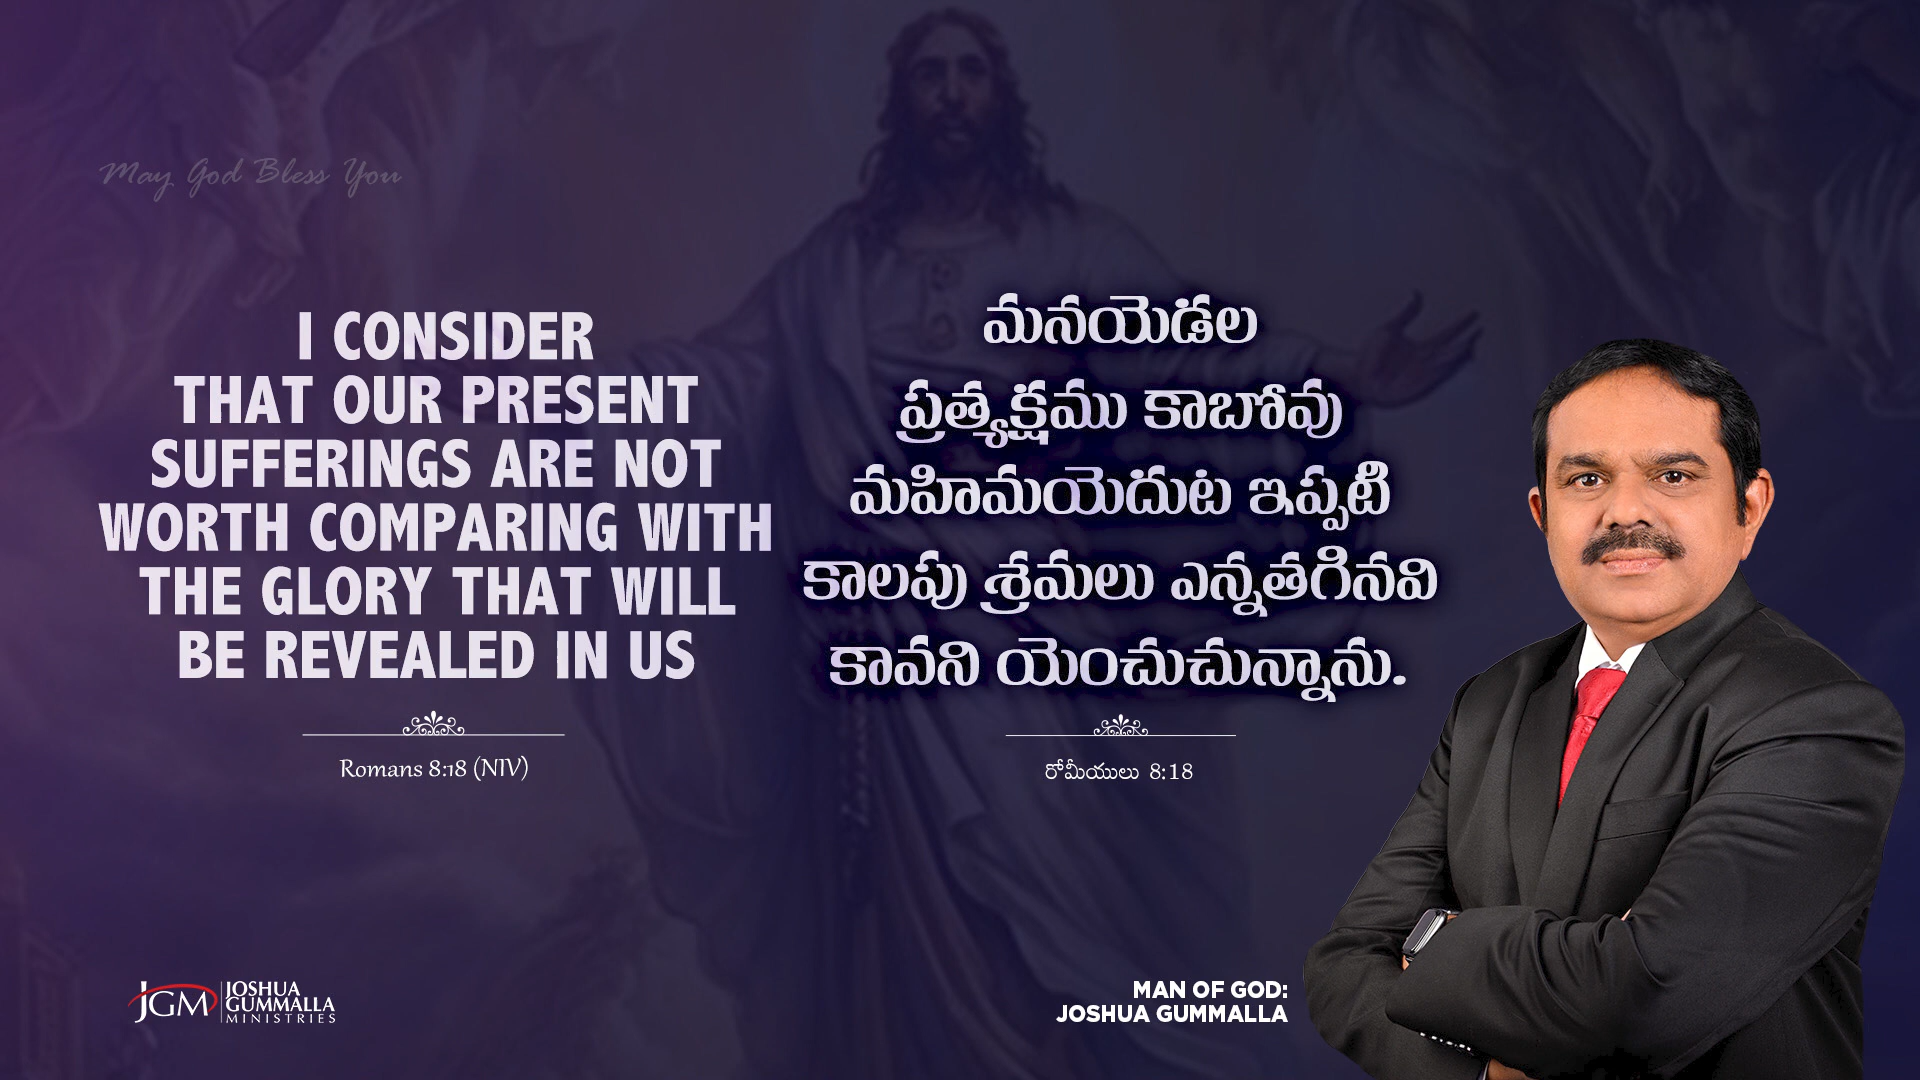 May God Bless You
I CONSIDER
THAT OUR PRESENT
SUFFERINGS ARE NOT
WORTH COMPARING WITH
THE GLORY THAT WILL
BE REVEALED IN US
Romans 8:18 (NIV)
మనయెడల
ప్రత్యక్షము కాబోవు
మహిమయెదుట ఇప్పటి
కాలపు శ్రమలు ఎన్నతగినవి
కావని యెంచుచున్నాను.
రోమీయులు 8:18
JGM
JOSHUA
GUMMALLA
MINISTRIES
MAN OF GOD:
JOSHUA GUMMALLA